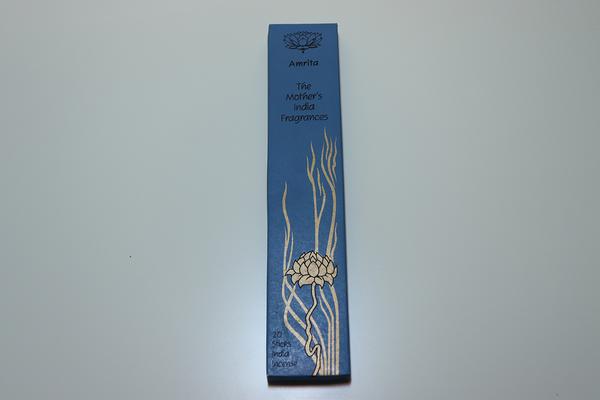 Amrita
The
Mother's
India
Fragrances
20
Sticks
India
Incense